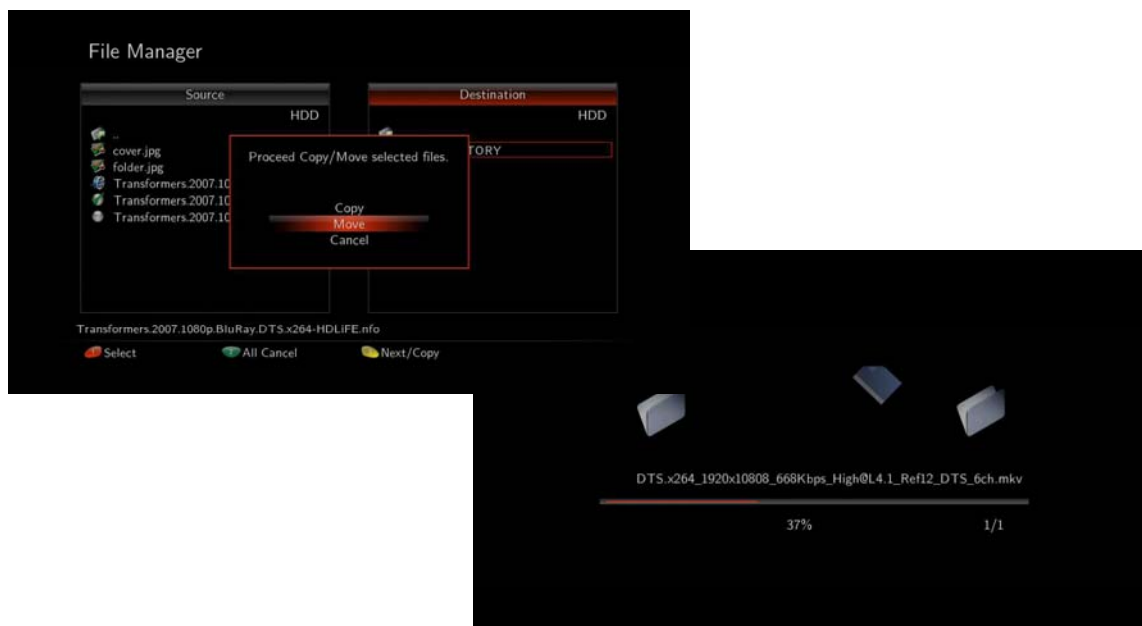 File Manager
Source
Destination
HDD
HDD
..
cover.jpg
folder.jpg
Transformers.2007.10
Transformers.2007.10
Transformers.2007.10
TORY
Proceed Copy/Move selected files.
Copy
Move
Cancel
Transformers.2007.1080p.BluRay.DTS.x264-HDLiFE.nfo
1 Select
2 All Cancel
Next/Copy
DTS.x264_1920x10808_668Kbps_High@L4.1_Ref12_DTS_6ch.mkv
37%
1/1